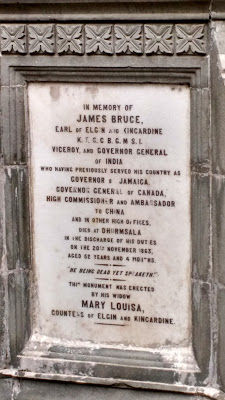 IN MEMORY OF
JAMES BRUCE,
EARL OF ELGIN AND KINCARDINE
K. T. G. C. B. G. M. S. I.
VICEROY, AND GOVERNOR GENERAL
OF INDIA
WHO HAVING PREVIOUSLY SERVED HIS COUNTRY AS
GOVERNOR of JAMAICA,
GOVERNOR GENERAL OF CANADA,
HIGH COMMISSIONER AND AMBASSADOR
TO CHINA
AND IN OTHER HIGH OFFICES,
DIED AT DHURMSALA
IN THE DISCHARGE OF HIS DUTIES
ON THE 20TH NOVEMBER 1863,
AGED 52 YEARS AND 4 MONTHS.
"HE BEING DEAD YET SPEAKETH."
THIS MONUMENT WAS ERECTED
BY HIS WIDOW
MARY LOUISA,
COUNTESS OF ELGIN AND KINCARDINE.